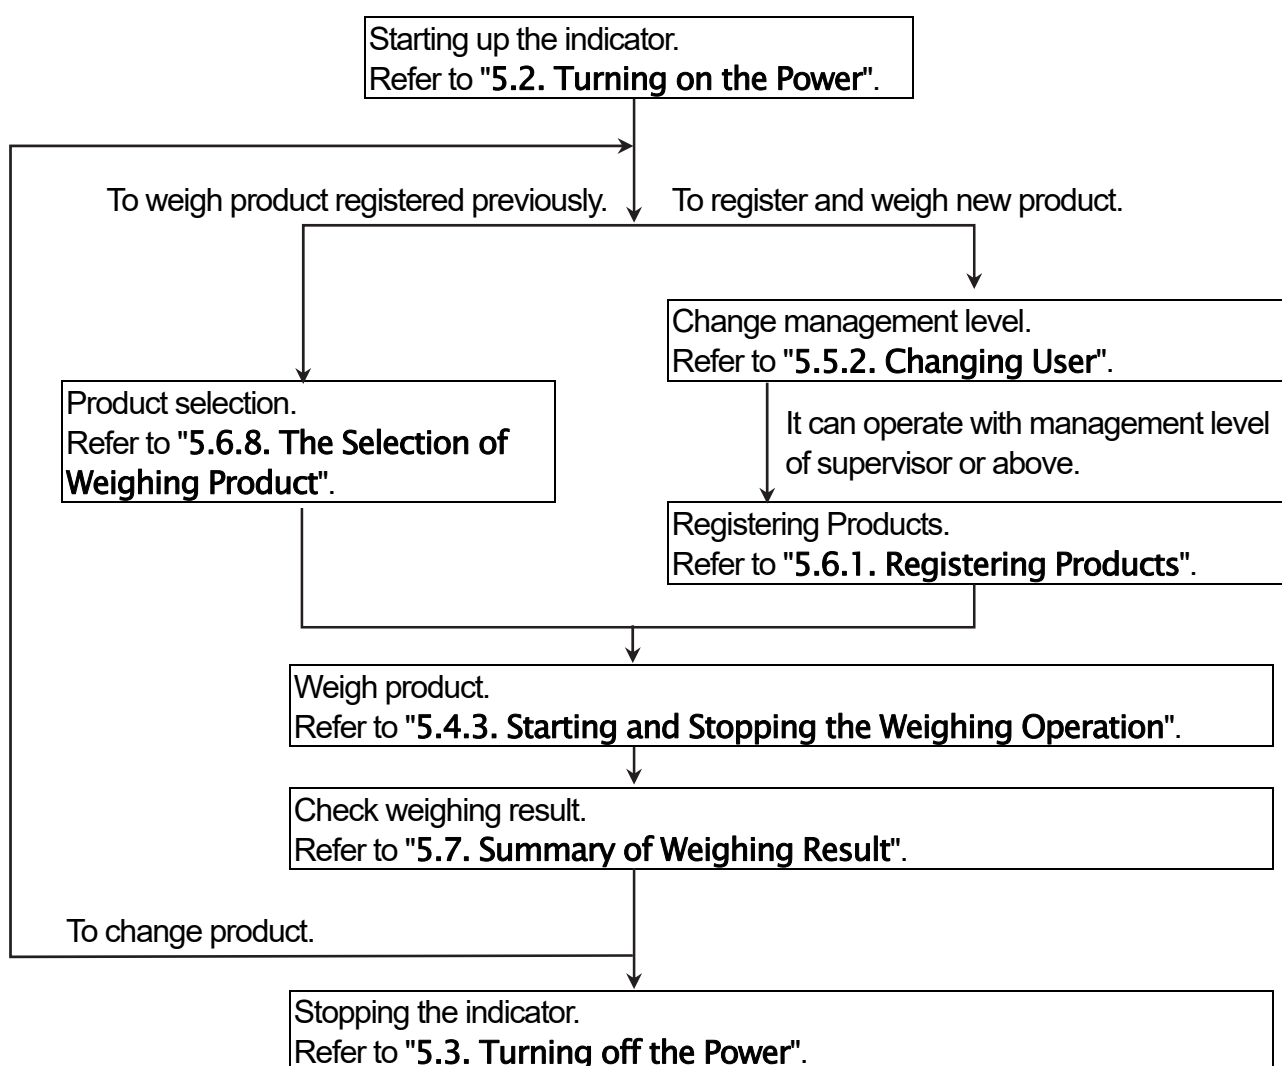 Starting up the indicator.
Refer to "5.2. Turning on the Power".
To weigh product registered previously.
To register and weigh new product.
Change management level.
Refer to "5.5.2. Changing User".
Product selection.
Refer to "5.6.8. The Selection of
Weighing Product".
It can operate with management level
of supervisor or above.
Registering Products.
Refer to "5.6.1. Registering Products".
Weigh product.
Refer to "5.4.3. Starting and Stopping the Weighing Operation".
Check weighing result.
Refer to "5.7. Summary of Weighing Result".
To change product.
Stopping the indicator.
Refer to "5.3. Turning off the Power".